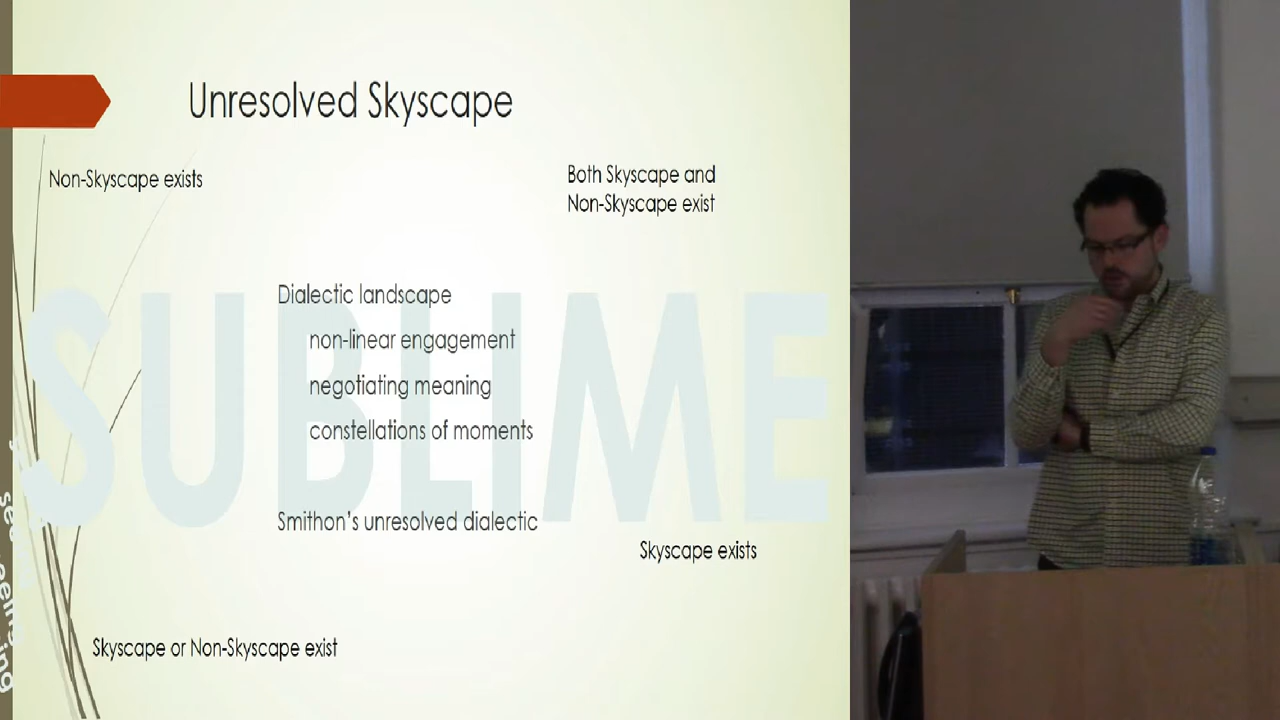 Unresolved Skyscape
Non-Skyscape exists
Both Skyscape and
Non-Skyscape exist
Dialectic landscape
non-linear engagement
negotiating meaning
constellations of moments
SUBLIME
Smithon's unresolved dialectic
Skyscape exists
Skyscape or Non-Skyscape exist